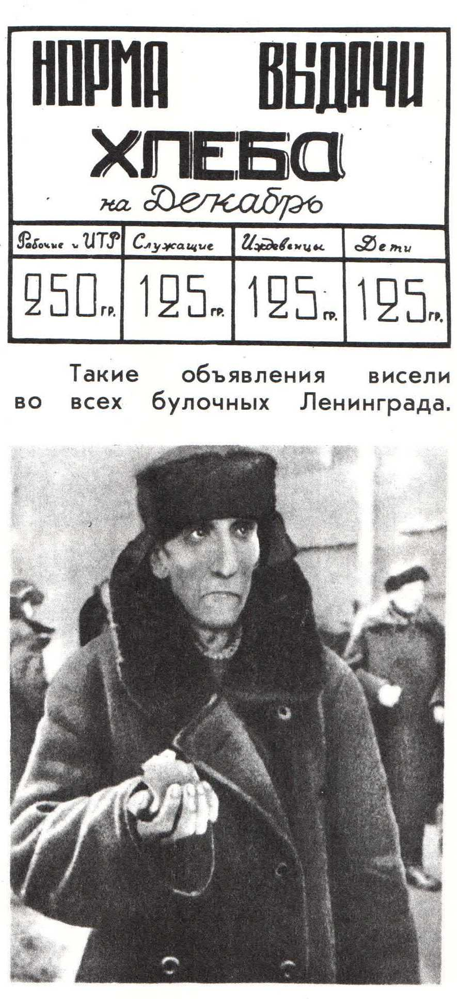 НОРМА ВЫДАЧИ
ХЛЕБА
на Декабрь
Рабочие и ИТР Служащие Иждевенцы Дети
250 гр. 125 гр. 125 гр. 125 гр.
Такие объявления висели
во всех булочных Ленинграда.